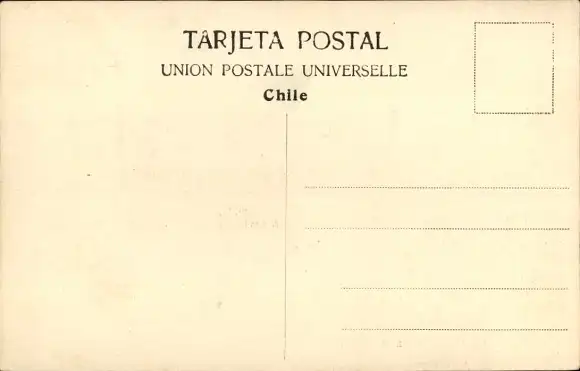 TARJETA POSTAL
UNION POSTALE UNIVERSELLE
Chile